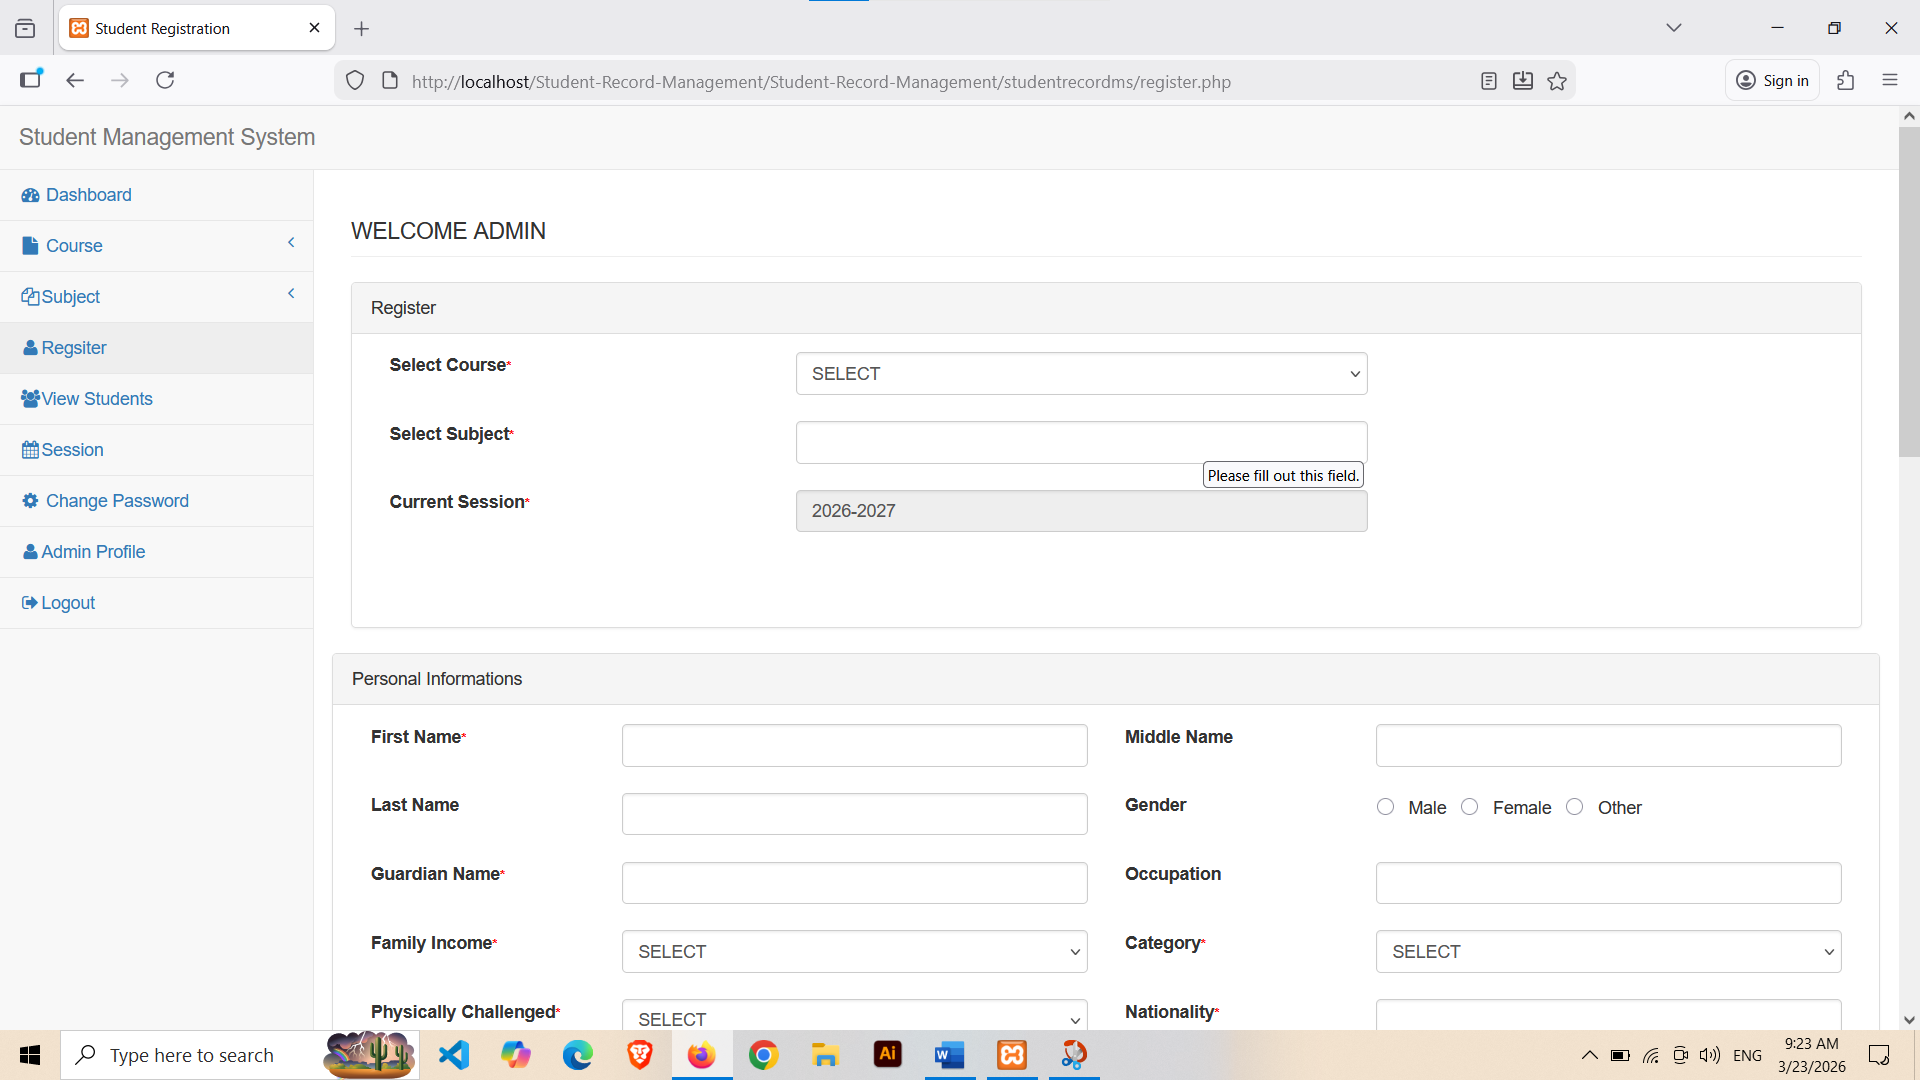 Student Registration
http://localhost/Student-Record-Management/Student-Record-Management/studentrecordms/register.php
Sign in
Student Management System
Dashboard
Course
Subject
Regsiter
View Students
Session
Change Password
Admin Profile
Logout
WELCOME ADMIN
Register
Select Course*
SELECT
Select Subject*
Please fill out this field.
Current Session*
2026-2027
Personal Informations
First Name*
Middle Name
Last Name
Gender
Male Female Other
Guardian Name*
Occupation
Family Income*
SELECT
Category*
SELECT
Physically Challenged*
SELECT
Nationality*
Type here to search
Ai
W
ENG
9:23 AM
3/23/2026